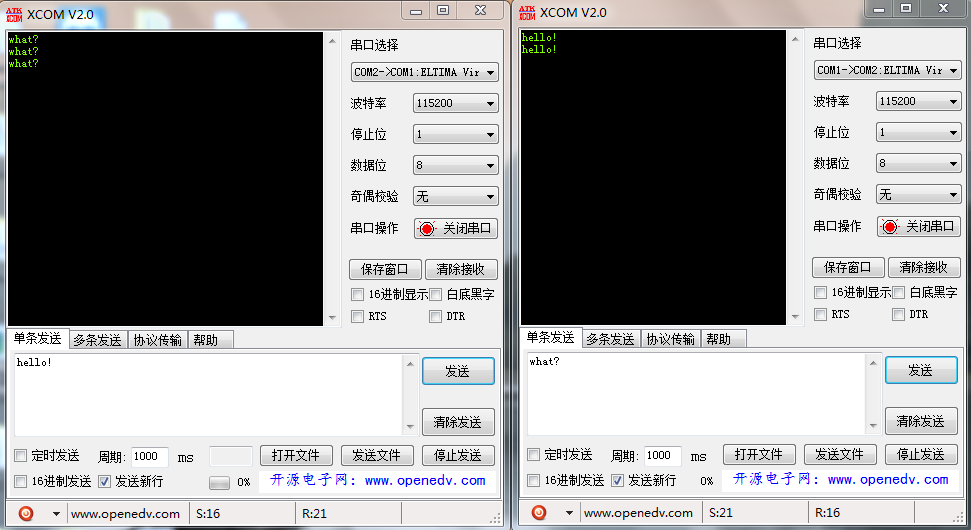 ATK XCOM XCOM V2.0
what?
what?
what?
串口选择
COM2->COM1:ELTIMA Vir
波特率 115200
停止位 1
数据位 8
奇偶校验 无
串口操作 关闭串口
保存窗口 清除接收
16进制显示 白底黑字
RTS DTR
单条发送 多条发送 协议传输 帮助
hello!
发送
清除发送
定时发送 周期: 1000 ms 打开文件 发送文件 停止发送
16进制发送 发送新行 0% 开源电子网: www.openedv.com
www.openedv.com S:16 R:21
ATK XCOM XCOM V2.0
hello!
hello!
串口选择
COM1->COM2:ELTIMA Vir
波特率 115200
停止位 1
数据位 8
奇偶校验 无
串口操作 关闭串口
保存窗口 清除接收
16进制显示 白底黑字
RTS DTR
单条发送 多条发送 协议传输 帮助
what?
发送
清除发送
定时发送 周期: 1000 ms 打开文件 发送文件 停止发送
16进制发送 发送新行 0% 开源电子网: www.openedv.com
www.openedv.com S:21 R:16